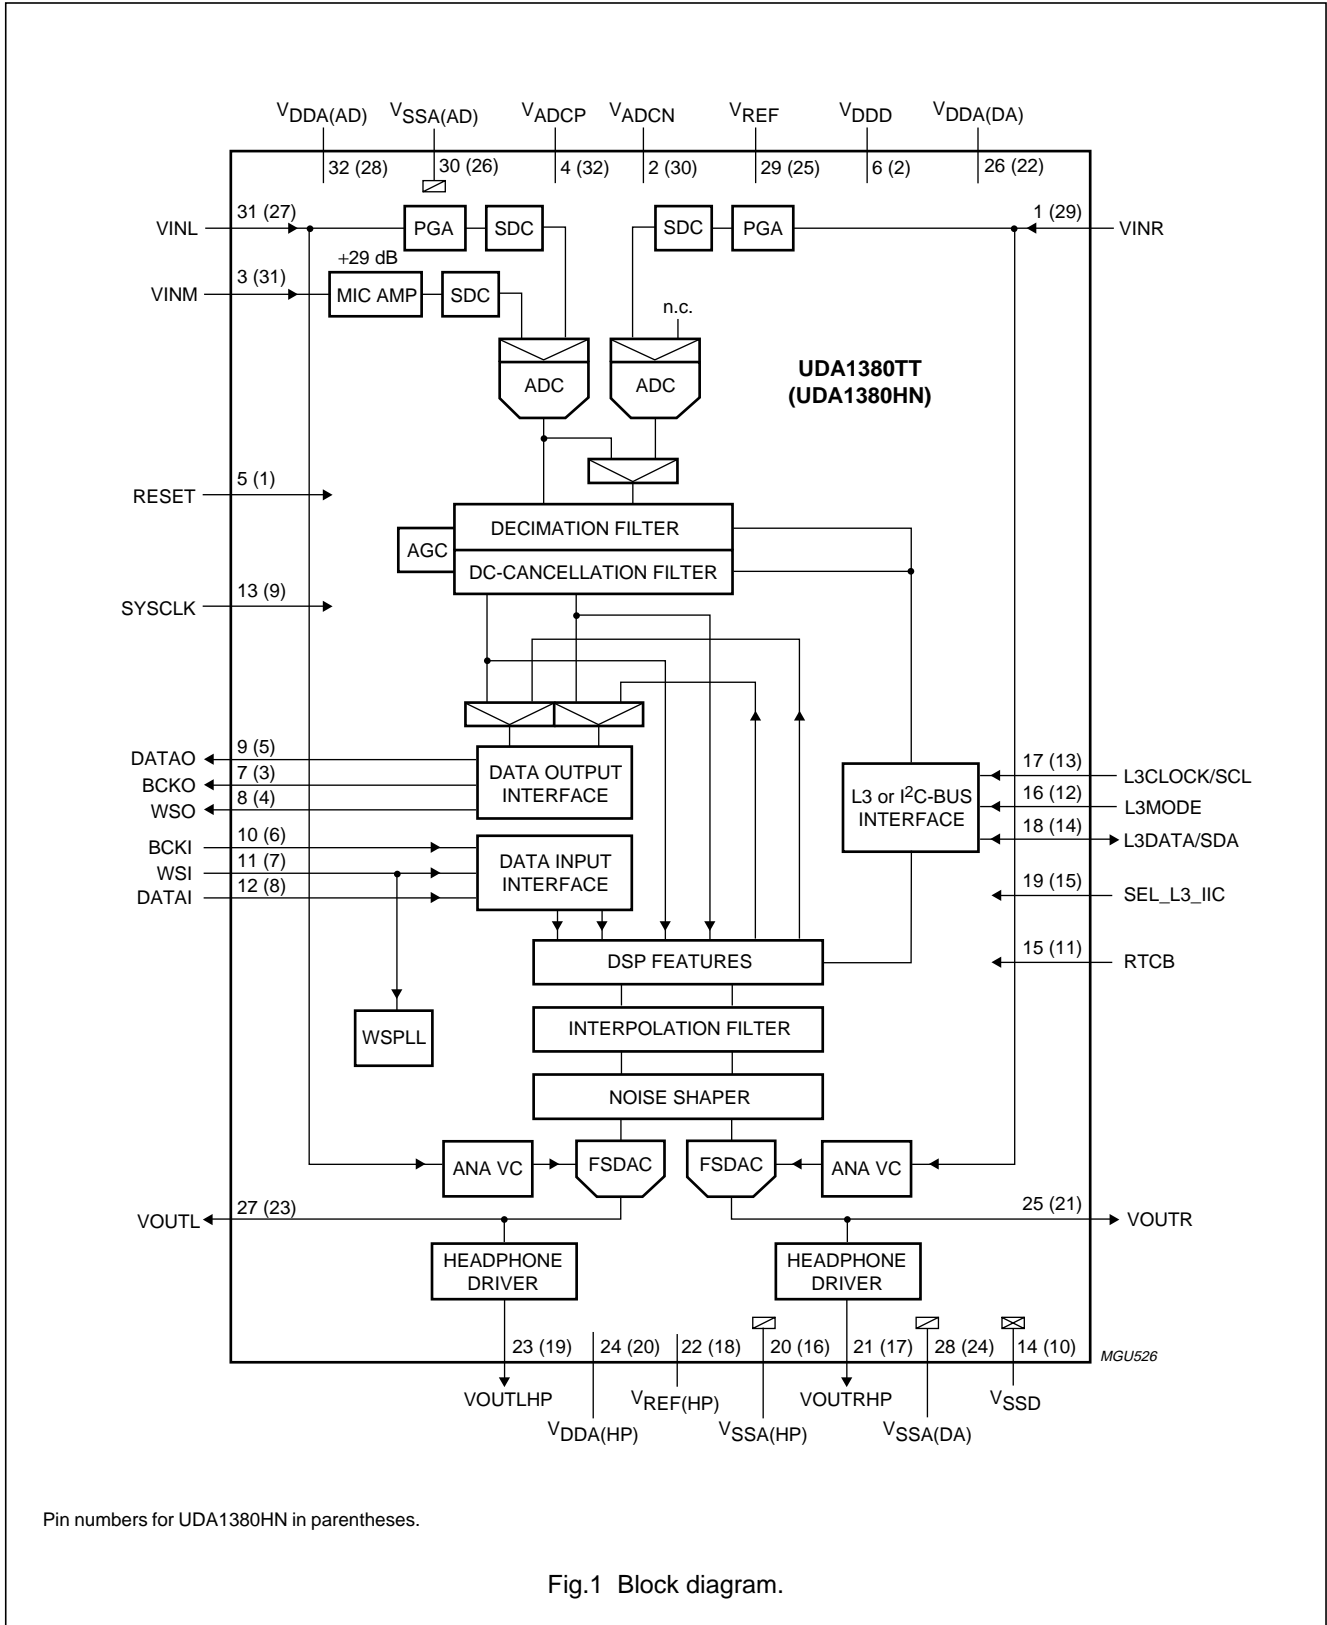 VDDA(AD) VSSA(AD) VADCP VADCN VREF VDDD VDDA(DA)
32 (28) 30 (26) 4 (32) 2 (30) 29 (25) 6 (2) 26 (22)
VINL 31 (27) PGA SDC SDC PGA 1 (29) VINR
+29 dB
VINM 3 (31) MIC AMP SDC
n.c.
ADC ADC
UDA1380TT
(UDA1380HN)
RESET 5 (1)
DECIMATION FILTER
AGC
DC-CANCELLATION FILTER
SYSCLK 13 (9)
DATAO 9 (5)
BCKO 7 (3)
WSO 8 (4)
DATA OUTPUT
INTERFACE
L3 or I²C-BUS
INTERFACE
17 (13) L3CLOCK/SCL
16 (12) L3MODE
18 (14) L3DATA/SDA
BCKI 10 (6)
WSI 11 (7)
DATAI 12 (8)
DATA INPUT
INTERFACE
19 (15) SEL_L3_IIC
DSP FEATURES
15 (11) RTCB
INTERPOLATION FILTER
WSPLL
NOISE SHAPER
ANA VC FSDAC FSDAC ANA VC
VOUTL 27 (23) 25 (21) VOUTR
HEADPHONE
DRIVER
HEADPHONE
DRIVER
23 (19) 24 (20) 22 (18) 20 (16) 21 (17) 28 (24) 14 (10)
MGU526
VOUTLHP VREF(HP) VOUTRHP VSSD
VDDA(HP) VSSA(HP) VSSA(DA)
Pin numbers for UDA1380HN in parentheses.
Fig.1 Block diagram.